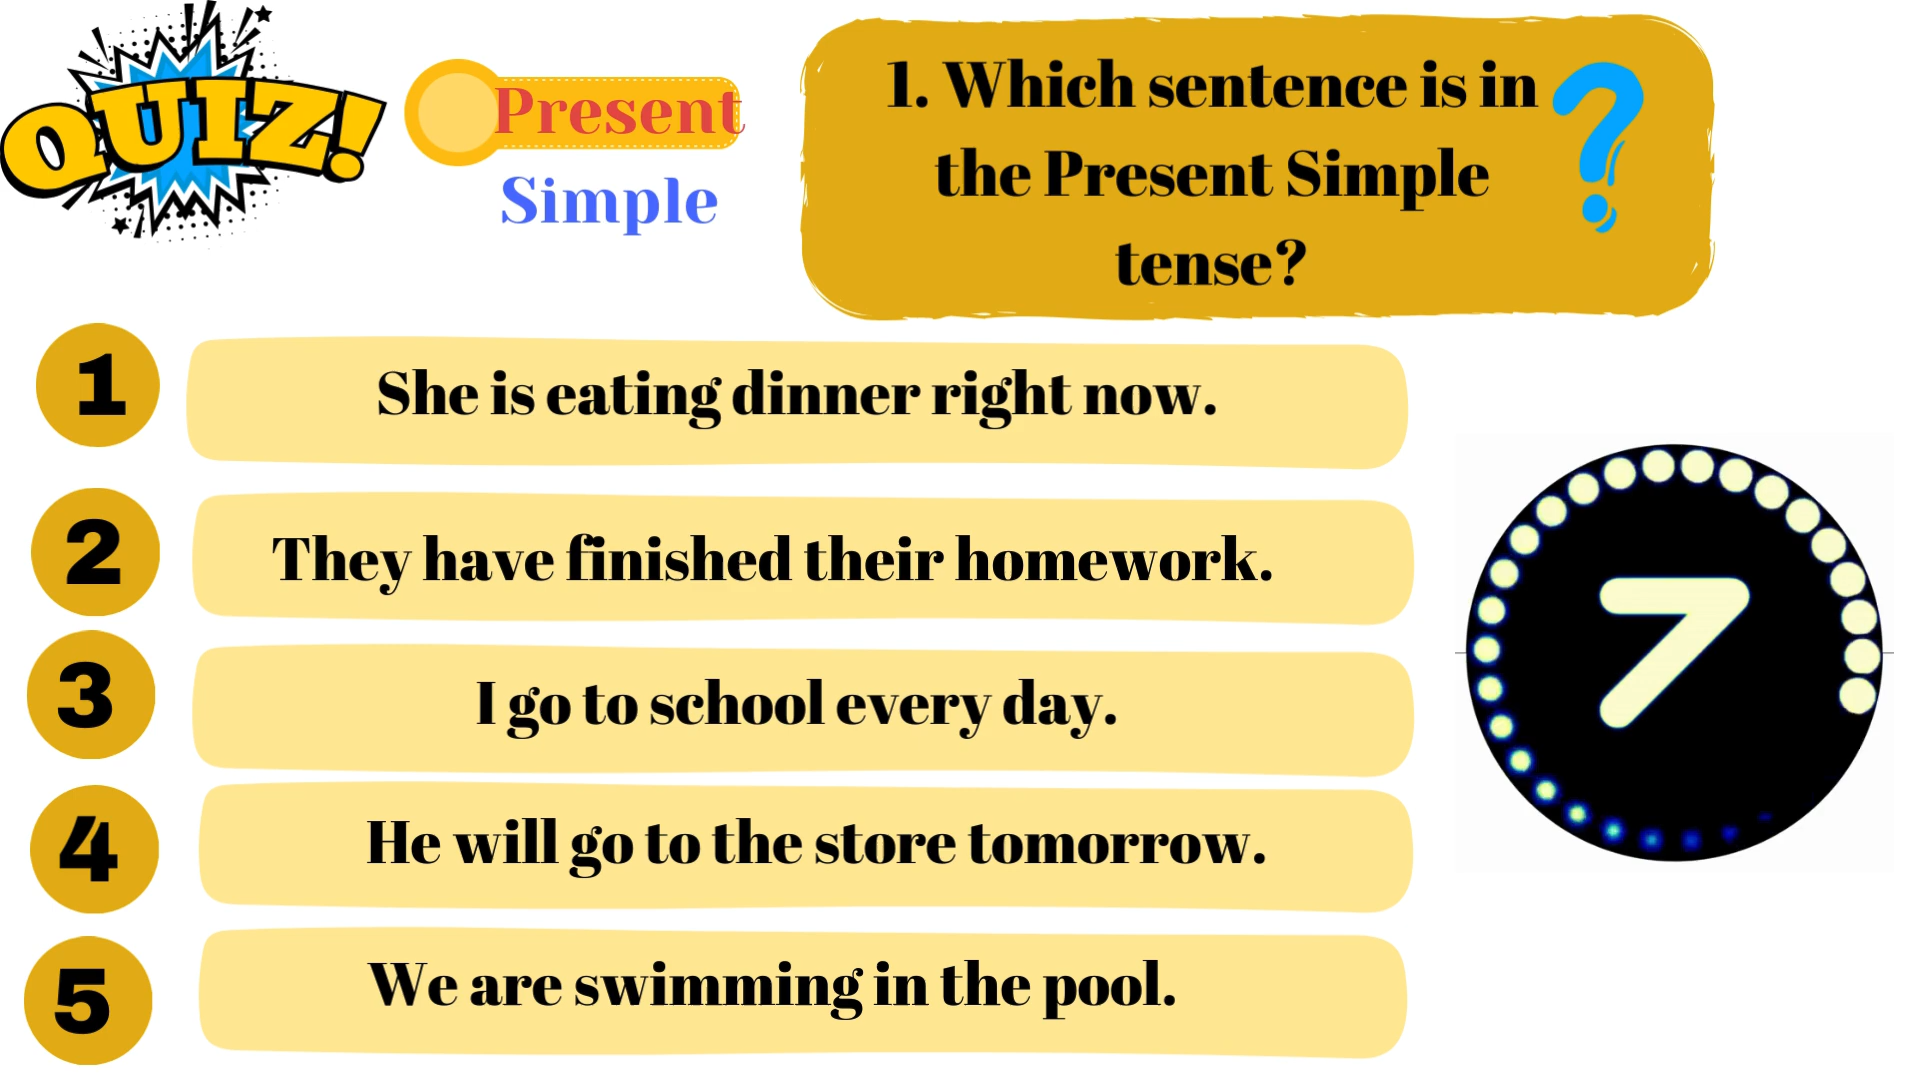 QUIZ!
Present
Simple
1. Which sentence is in
the Present Simple
tense?
1
She is eating dinner right now.
2
They have finished their homework.
3
I go to school every day.
4
He will go to the store tomorrow.
5
We are swimming in the pool.
7